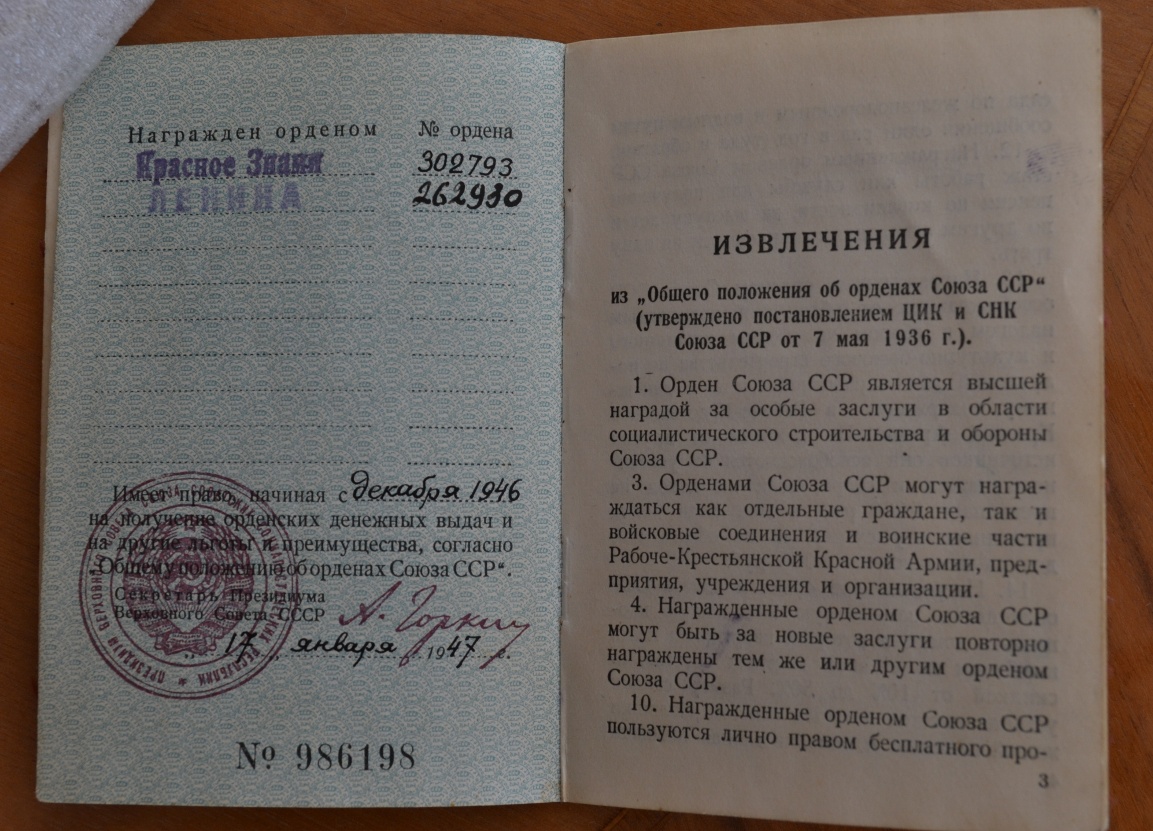 Награжден орденом № ордена
Красное Знамя 302793
ЛЕНИНА 262930
Имеет право, начиная с декабря 1946
на получение орденских денежных выдач и
на другие льготы и преимущества, согласно
„Общему положению об орденах Союза ССР“.
Секретарь Президиума
Верховного Совета СССР А. Горкин
„17„ января 1947 г.
№ 986198
ИЗВЛЕЧЕНИЯ
из „Общего положения об орденах Союза ССР“
(утверждено постановлением ЦИК и СНК
Союза ССР от 7 мая 1936 г.).
1. Орден Союза ССР является высшей
наградой за особые заслуги в области
социалистического строительства и обороны
Союза ССР.
3. Орденами Союза ССР могут награ-
ждаться как отдельные граждане, так и
войсковые соединения и воинские части
Рабоче-Крестьянской Красной Армии, пред-
приятия, учреждения и организации.
4. Награжденные орденом Союза ССР
могут быть за новые заслуги повторно
награждены тем же или другим орденом
Союза ССР.
10. Награжденные орденом Союза ССР
пользуются лично правом бесплатного про-
3